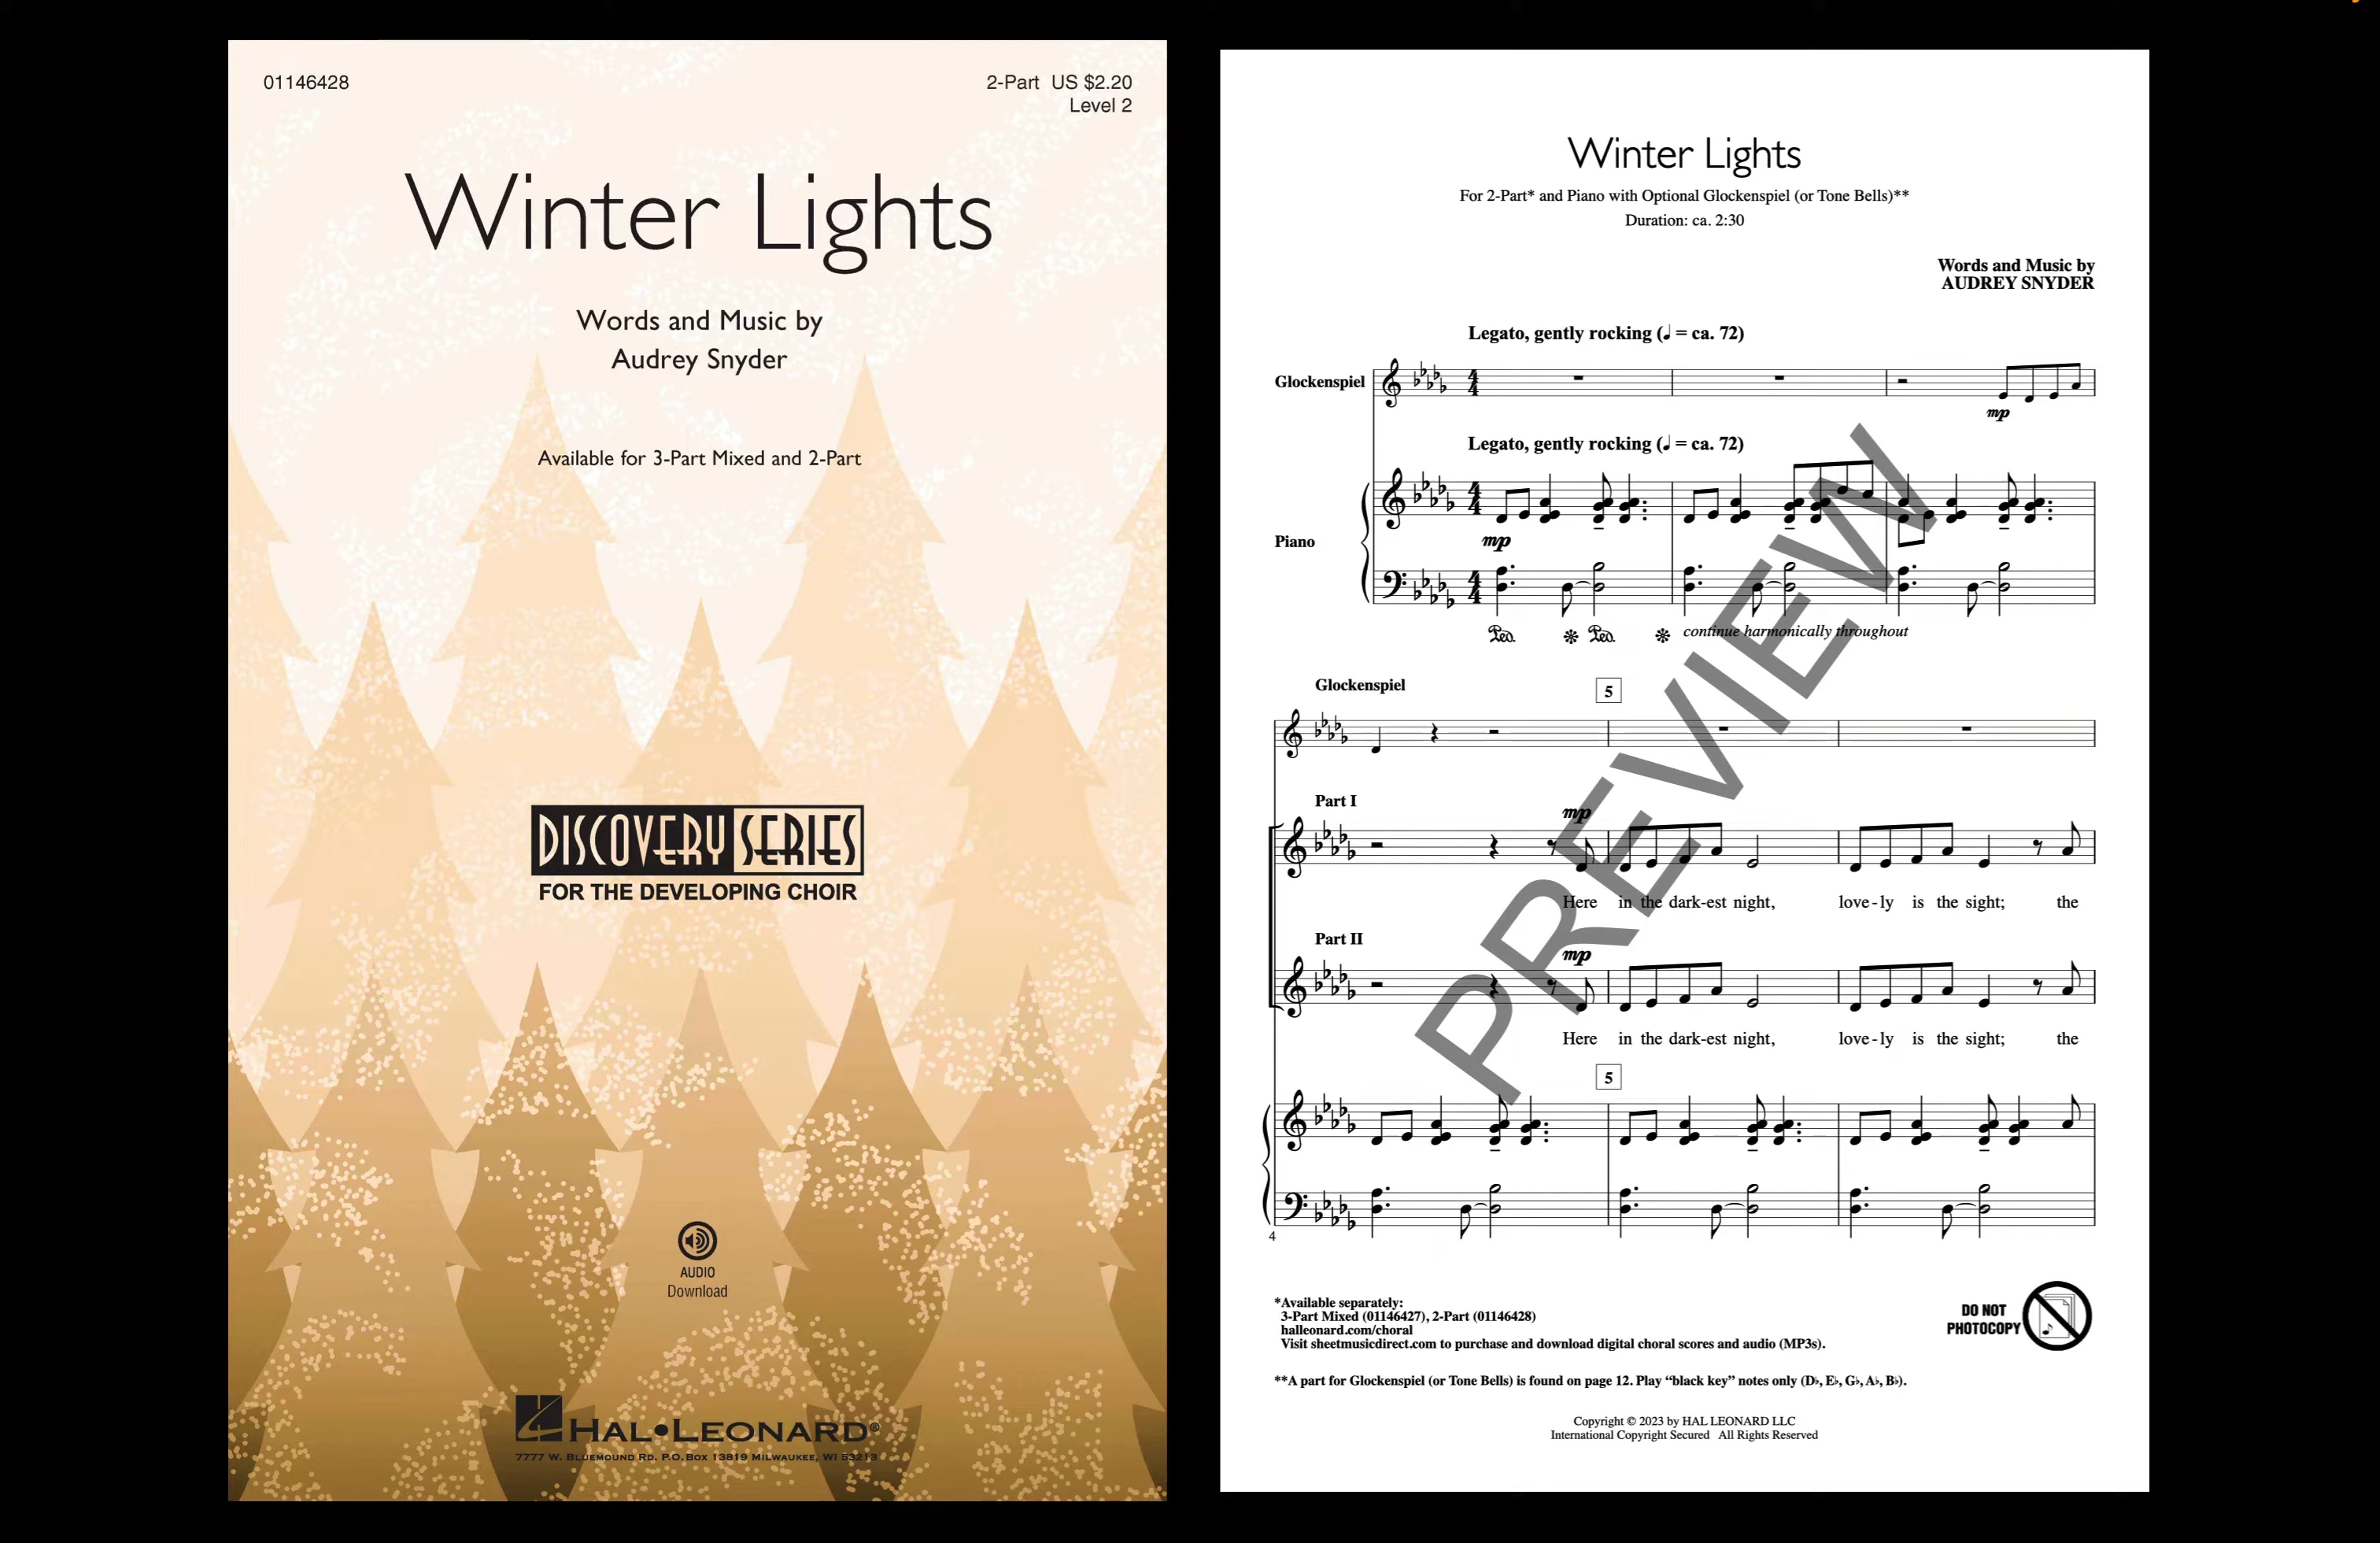 01146428
2-Part US $2.20
Level 2
Winter Lights
Words and Music by
Audrey Snyder
Available for 3-Part Mixed and 2-Part
DISCOVERY SERIES
FOR THE DEVELOPING CHOIR
AUDIO
Download
HAL•LEONARD®
7777 W. BLUEMOUND RD. P.O. BOX 13819 MILWAUKEE, WI 53213
Winter Lights
For 2-Part* and Piano with Optional Glockenspiel (or Tone Bells)**
Duration: ca. 2:30
Words and Music by
AUDREY SNYDER
Legato, gently rocking (♩ = ca. 72)
Glockenspiel
mp
Legato, gently rocking (♩ = ca. 72)
Piano
mp
Ped. * Ped. * continue harmonically throughout
Glockenspiel
5
Part I
mp
Here in the dark-est night, love-ly is the sight; the
Part II
mp
Here in the dark-est night, love-ly is the sight; the
5
4
PREVIEW
*Available separately:
3-Part Mixed (01146427), 2-Part (01146428)
halleonard.com/choral
Visit sheetmusicdirect.com to purchase and download digital choral scores and audio (MP3s).
DO NOT
PHOTOCOPY
**A part for Glockenspiel (or Tone Bells) is found on page 12. Play “black key” notes only (D♭, E♭, G♭, A♭, B♭).
Copyright © 2023 by HAL LEONARD LLC
International Copyright Secured All Rights Reserved